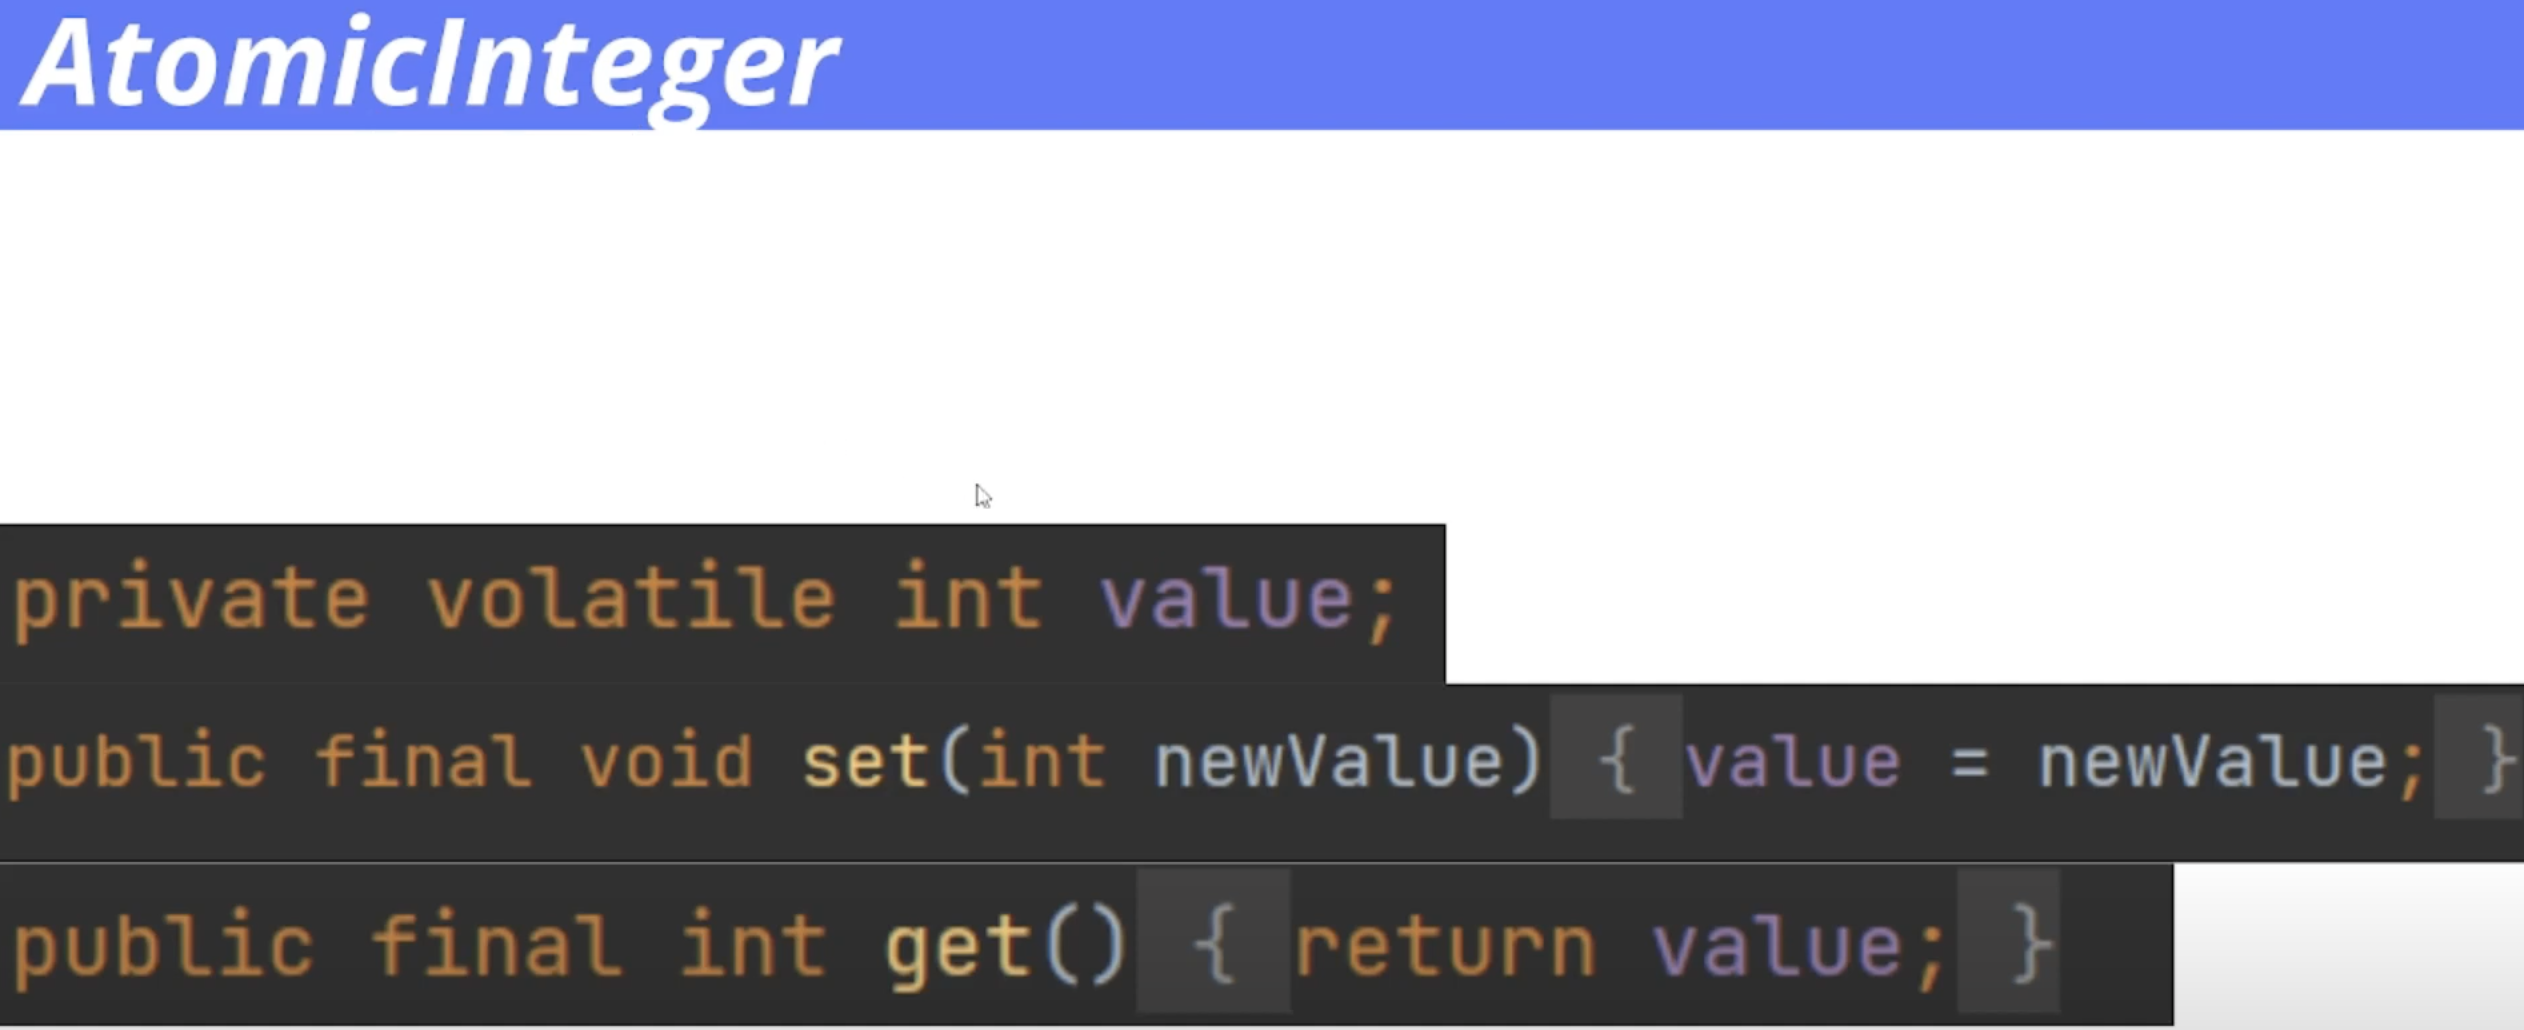 AtomicInteger
private volatile int value;
public final void set(int newValue) { value = newValue; }
public final int get() { return value; }